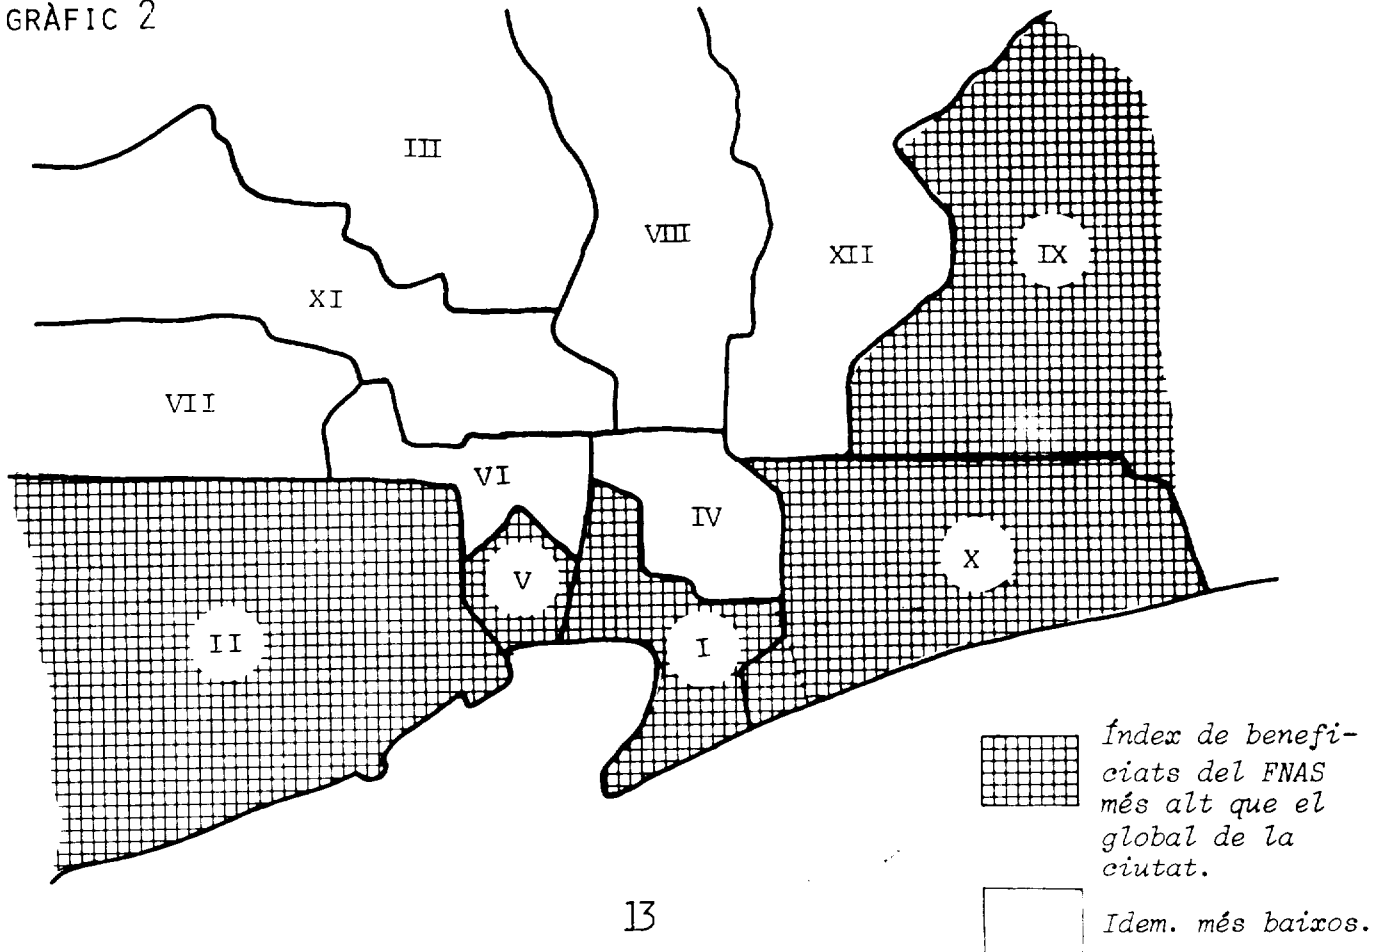 GRÀFIC 2
III
VIII
XII
IX
XI
VII
VI
IV
V
X
II
I
Índex de benefi-
ciats del FNAS
més alt que el
global de la
ciutat.
Idem. més baixos.
13